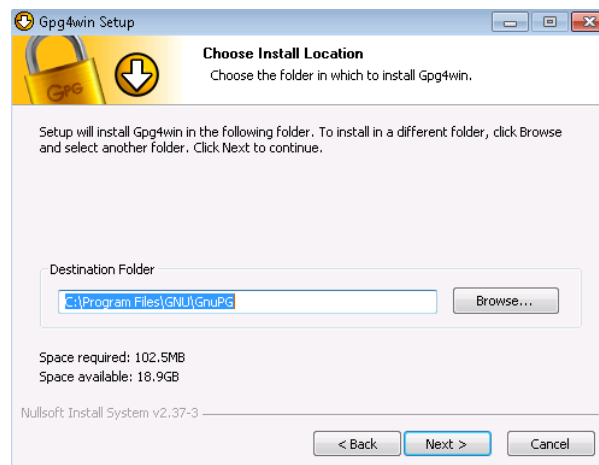 Gpg4win Setup
Choose Install Location
Choose the folder in which to install Gpg4win.
GPG
Setup will install Gpg4win in the following folder. To install in a different folder, click Browse
and select another folder. Click Next to continue.
Destination Folder
C:\Program Files\GNU\GnuPG
Browse...
Space required: 102.5MB
Space available: 18.9GB
Nullsoft Install System v2.37-3
< Back
Next >
Cancel